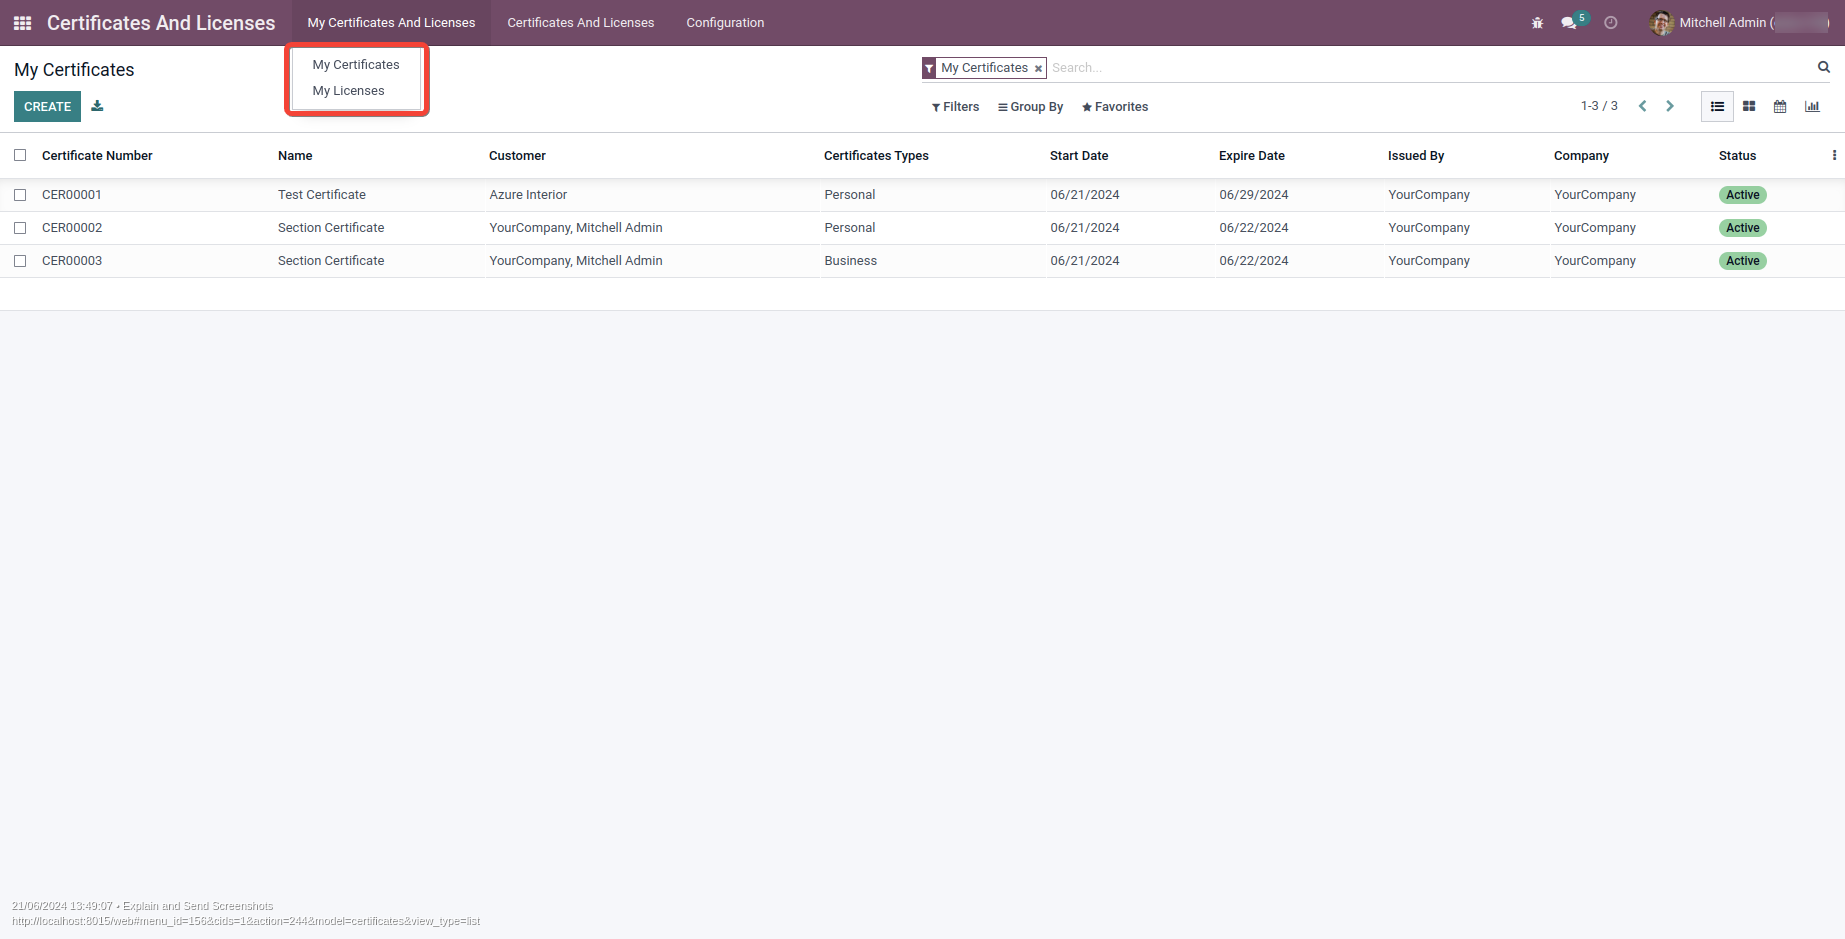 Certificates And Licenses My Certificates And Licenses Certificates And Licenses Configuration 5 Mitchell Admin (
My Certificates
My Certificates
My Licenses
My Certificates Search...
CREATE
Filters Group By Favorites 1-3 / 3
Certificate Number Name Customer Certificates Types Start Date Expire Date Issued By Company Status
CER00001 Test Certificate Azure Interior Personal 06/21/2024 06/29/2024 YourCompany YourCompany Active
CER00002 Section Certificate YourCompany, Mitchell Admin Personal 06/21/2024 06/22/2024 YourCompany YourCompany Active
CER00003 Section Certificate YourCompany, Mitchell Admin Business 06/21/2024 06/22/2024 YourCompany YourCompany Active
21/06/2024 13:49:07 • Explain and Send Screenshots
http://localhost:8015/web#menu_id=156&cids=1&action=244&model=certificates&view_type=list